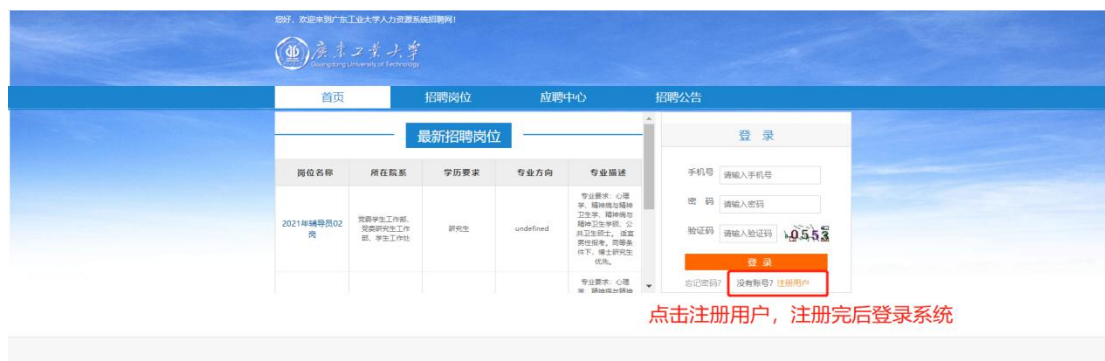 您好，欢迎来到广东工业大学人力资源系统招聘网！
广东工业大学
Guangdong University of Technology
首页 招聘岗位 应聘中心 招聘公告
最新招聘岗位
岗位名称 所在院系 学历要求 专业方向 专业描述
2021年辅导员02岗
党委学生工作部、党委研究生工作部、学生工作处
研究生
undefined
专业要求：心理
学、精神病与精神
卫生学、精神病与
精神卫生学硕、公
共卫生硕士。适宜
男性报考。同等条
件下，博士研究生
优先。
专业要求：心理
学、精神病与精神
登 录
手机号 请输入手机号
密 码 请输入密码
验证码 请输入验证码 0553
登 录
忘记密码? 没有账号? 注册用户
点击注册用户，注册完后登录系统